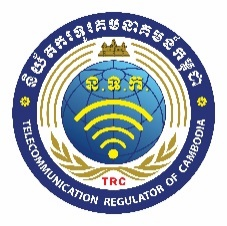 និយ័តករទូរគមនាគមន៍កម្ពុជា
ន.ទ.ក.
TRC
TELECOMMUNICATION REGULATOR OF CAMBODIA